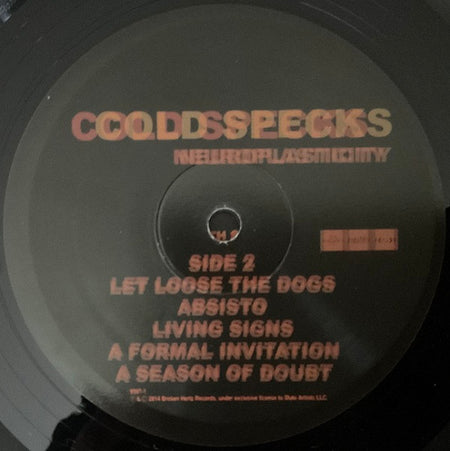 COLD SPECKS
NEUROPLASTICITY
SIDE 2
LET LOOSE THE DOGS
ABSISTO
LIVING SIGNS
A FORMAL INVITATION
A SEASON OF DOUBT
℗ © 2014 Broken Hertz Records, under exclusive license to Mute Artists LLC.